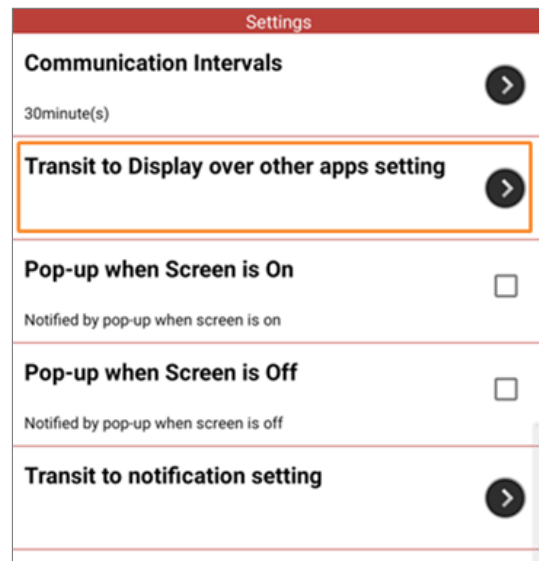 Settings
Communication Intervals
30minute(s)
Transit to Display over other apps setting
Pop-up when Screen is On
Notified by pop-up when screen is on
Pop-up when Screen is Off
Notified by pop-up when screen is off
Transit to notification setting